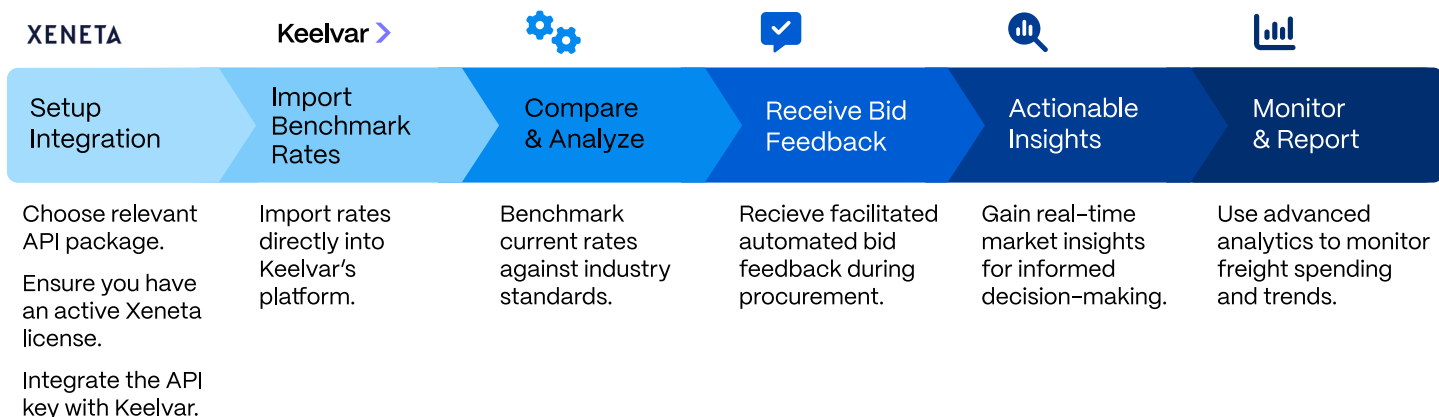 XENETA
Keelvar
Setup
Integration
Import
Benchmark
Rates
Compare
& Analyze
Receive Bid
Feedback
Actionable
Insights
Monitor
& Report
Choose relevant
API package.
Ensure you have
an active Xeneta
license.
Integrate the API
key with Keelvar.
Import rates
directly into
Keelvar's
platform.
Benchmark
current rates
against industry
standards.
Recieve facilitated
automated bid
feedback during
procurement.
Gain real-time
market insights
for informed
decision-making.
Use advanced
analytics to monitor
freight spending
and trends.